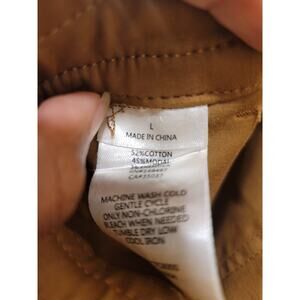 L
MADE IN CHINA
52%COTTON
45%MODAL
MACHINE WASH COLD
GENTLE CYCLE
ONLY NON-CHLORINE
BLEACH WHEN NEEDED
TUMBLE DRY LOW
COOL IRON